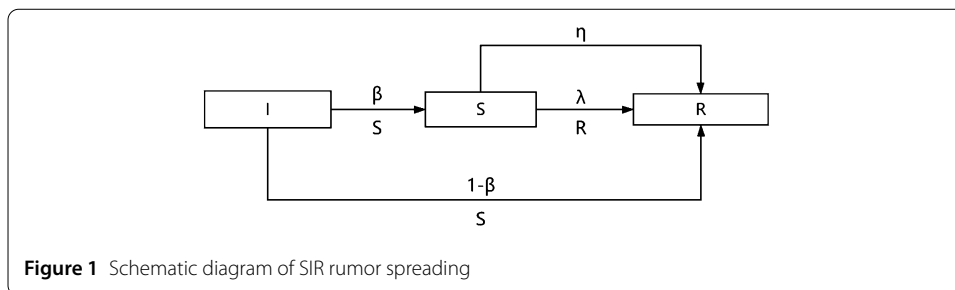 η
β
λ
I
S
R
S
R
1-β
S
Figure 1 Schematic diagram of SIR rumor spreading